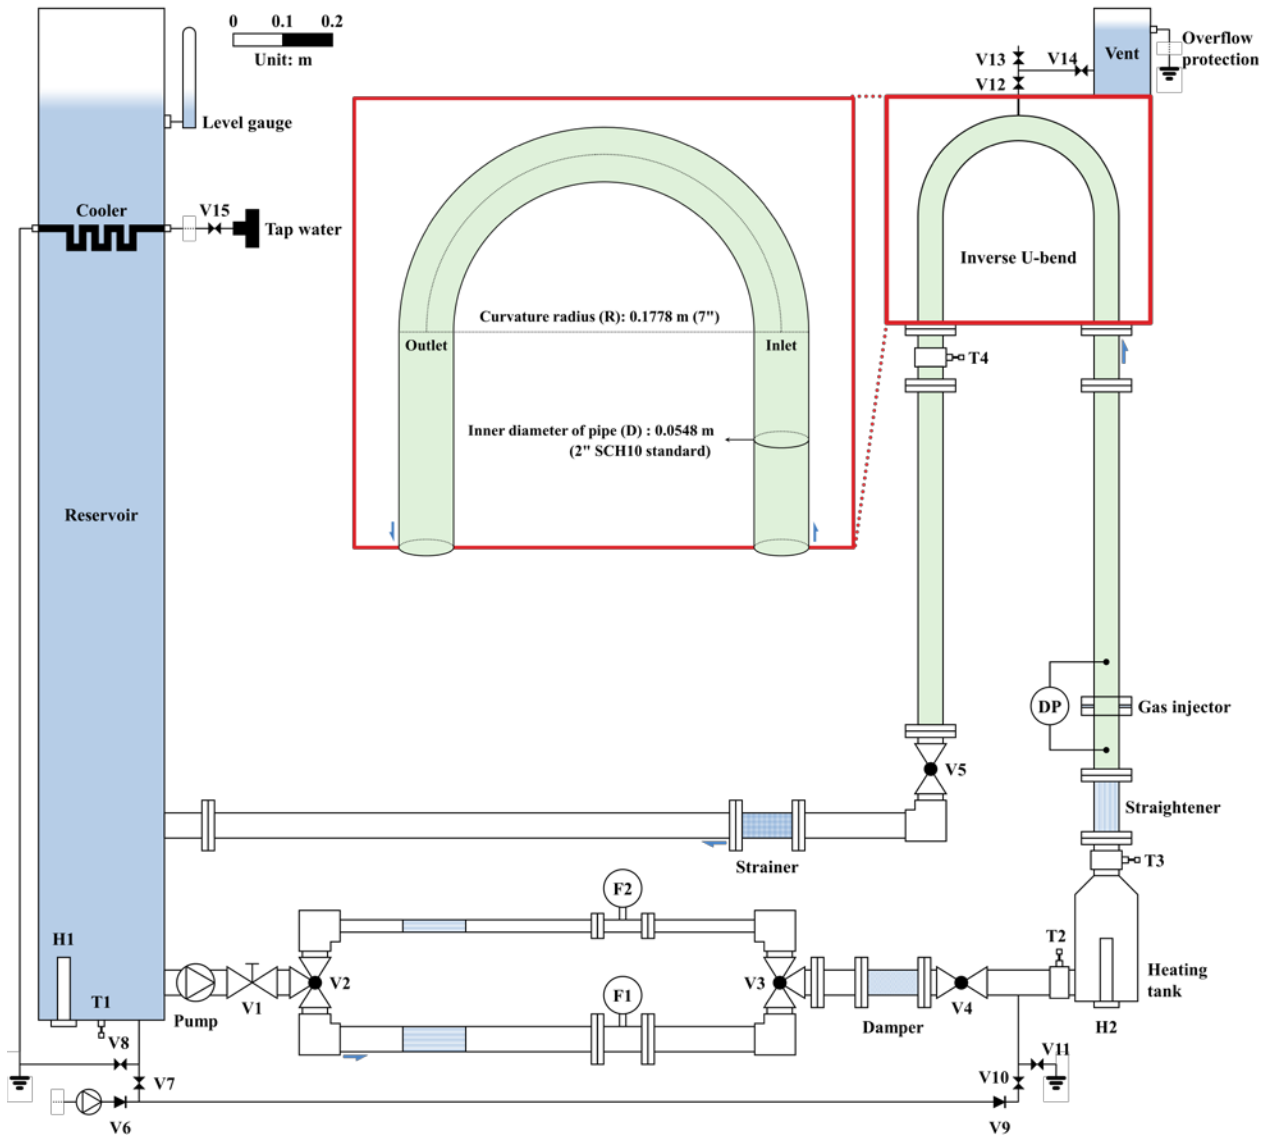 0 0.1 0.2
Unit: m
Level gauge
Cooler
V15
Tap water
Reservoir
H1
T1
V8
V7
V6
Pump
V1
V2
F2
F1
V3
Damper
V4
Strainer
V5
Curvature radius (R): 0.1778 m (7")
Outlet
Inlet
Inner diameter of pipe (D) : 0.0548 m
(2" SCH10 standard)
V13
V14
V12
Vent
Overflow
protection
Inverse U-bend
T4
DP
Gas injector
Straightener
T3
T2
Heating
tank
H2
V11
V10
V9